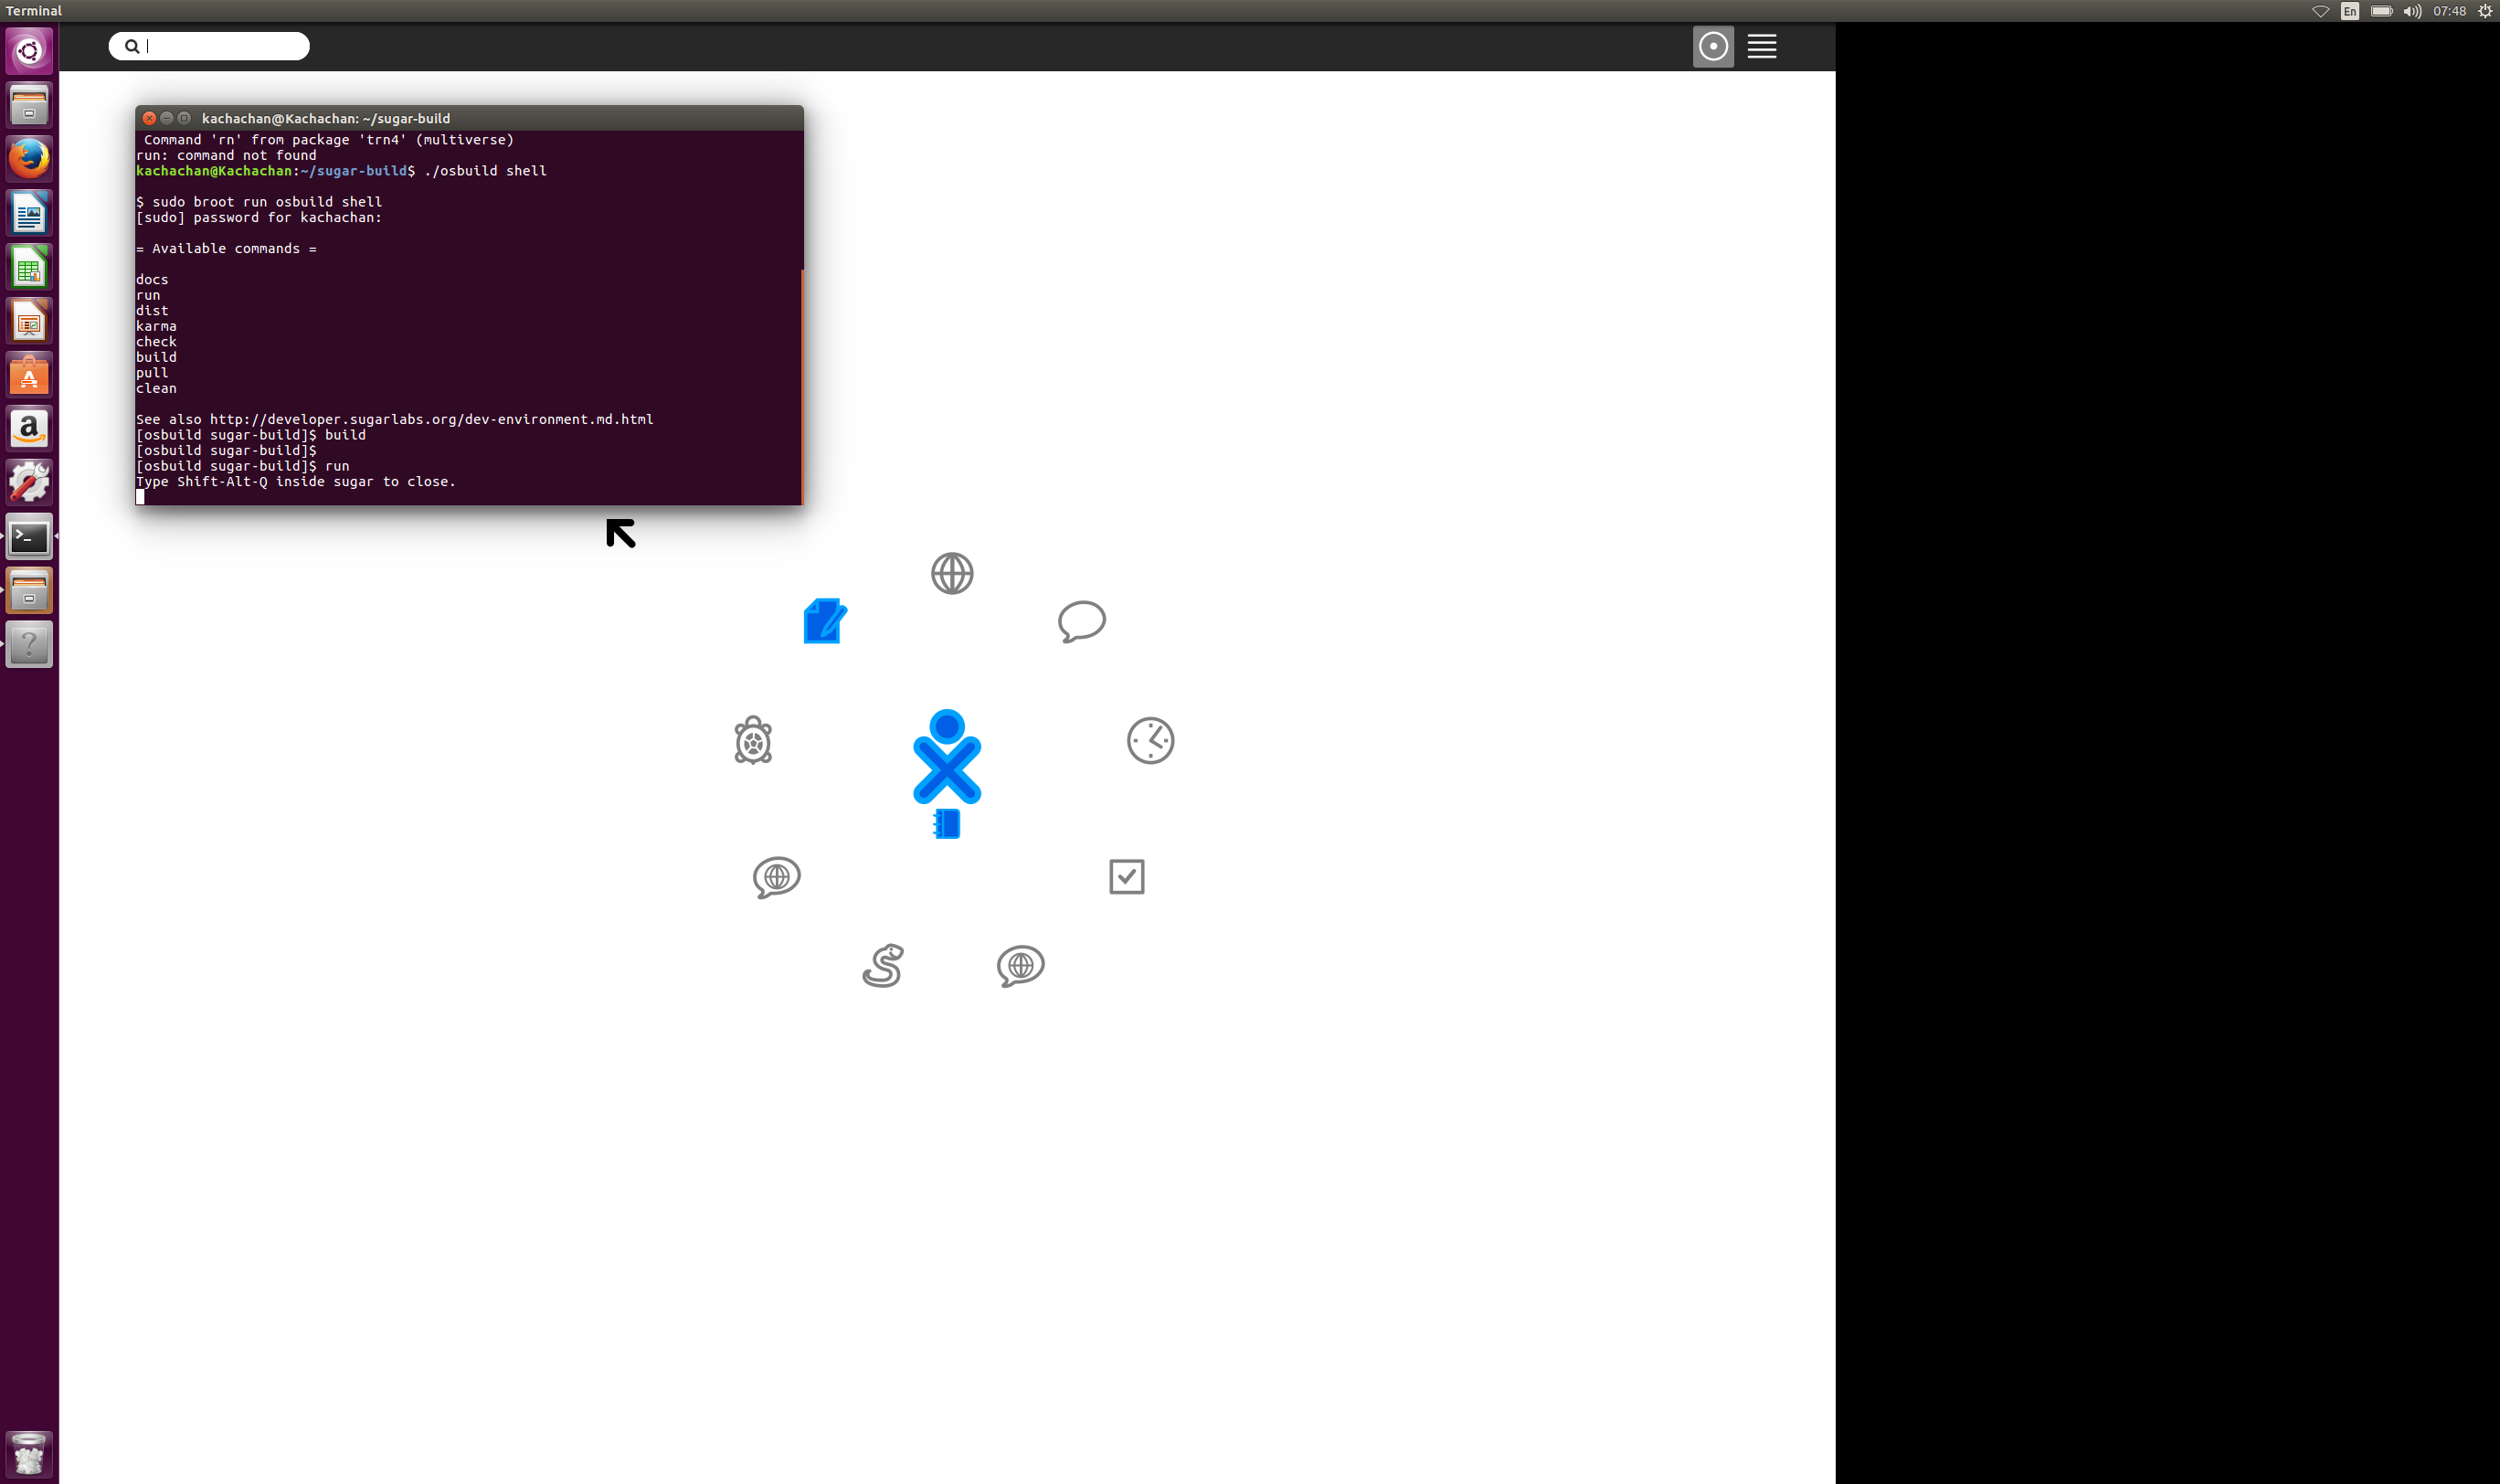 Terminal
En
07:48
kachachan@Kachachan: ~/sugar-build
Command 'rn' from package 'trn4' (multiverse)
run: command not found
kachachan@Kachachan:~/sugar-build$ ./osbuild shell
$ sudo broot run osbuild shell
[sudo] password for kachachan:
= Available commands =
docs
run
dist
karma
check
build
pull
clean
See also http://developer.sugarlabs.org/dev-environment.md.html
[osbuild sugar-build]$ build
[osbuild sugar-build]$
[osbuild sugar-build]$ run
Type Shift-Alt-Q inside sugar to close.